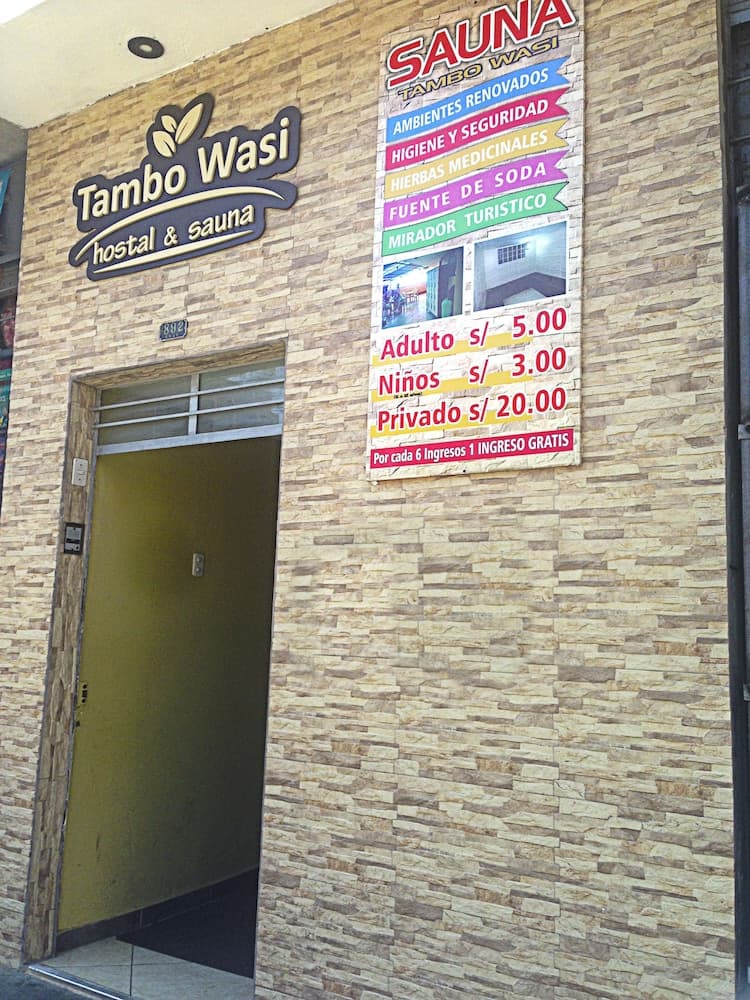 Tambo Wasi
hostal & sauna
892
SAUNA
TAMBO WASI
AMBIENTES RENOVADOS
HIGIENE Y SEGURIDAD
HIERBAS MEDICINALES
FUENTE DE SODA
MIRADOR TURISTICO
Adulto s/ 5.00
Niños s/ 3.00
Privado s/ 20.00
Por cada 6 Ingresos 1 INGRESO GRATIS